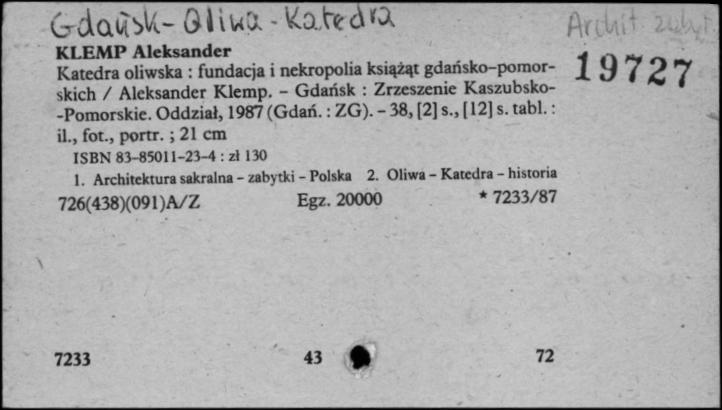 Gdańsk - Oliwa - Katedra
Archit. zabyt.
KLEMP Aleksander
19727
Katedra oliwska : fundacja i nekropolia książąt gdańsko-pomor-
skich / Aleksander Klemp. – Gdańsk : Zrzeszenie Kaszubsko-
-Pomorskie. Oddział, 1987 (Gdań. : ZG). – 38, [2] s., [12] s. tabl. :
il., fot., portr. ; 21 cm
ISBN 83-85011-23-4 : zł 130
1. Architektura sakralna – zabytki – Polska 2. Oliwa – Katedra – historia
726(438)(091)A/Z Egz. 20000 * 7233/87
7233 43 72